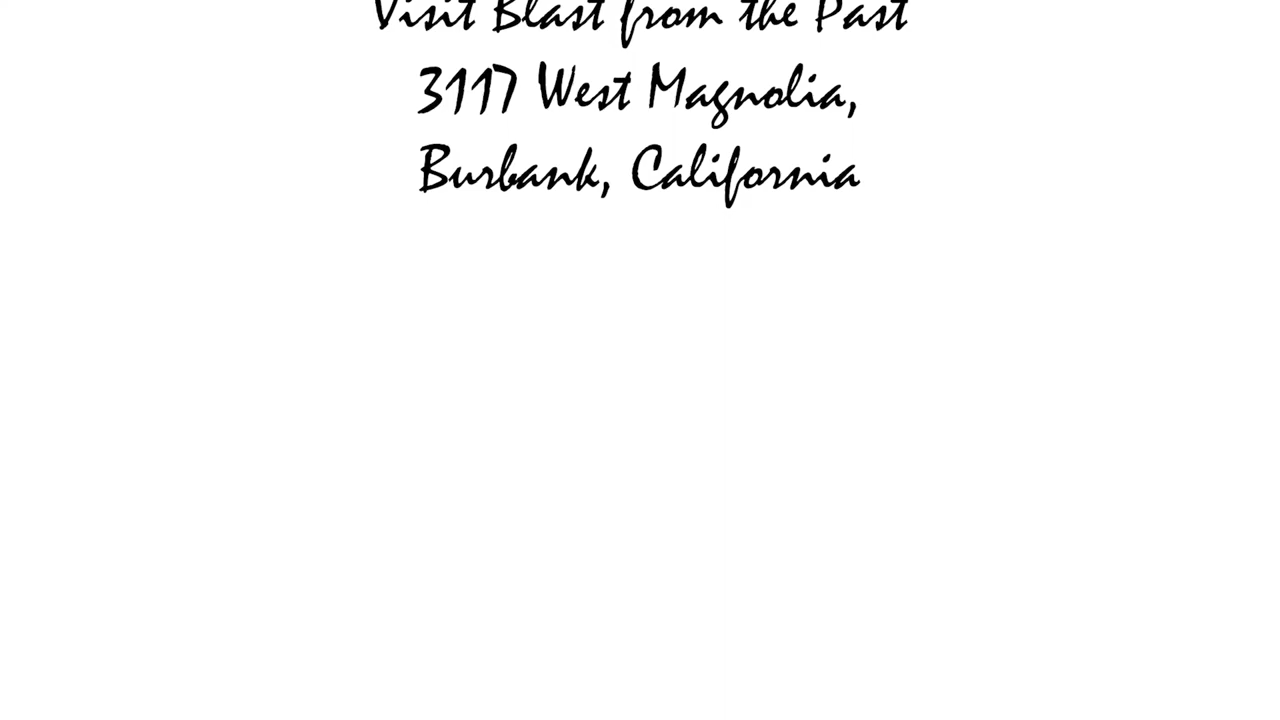 Visit Blast from the Past
3117 West Magnolia,
Burbank, California